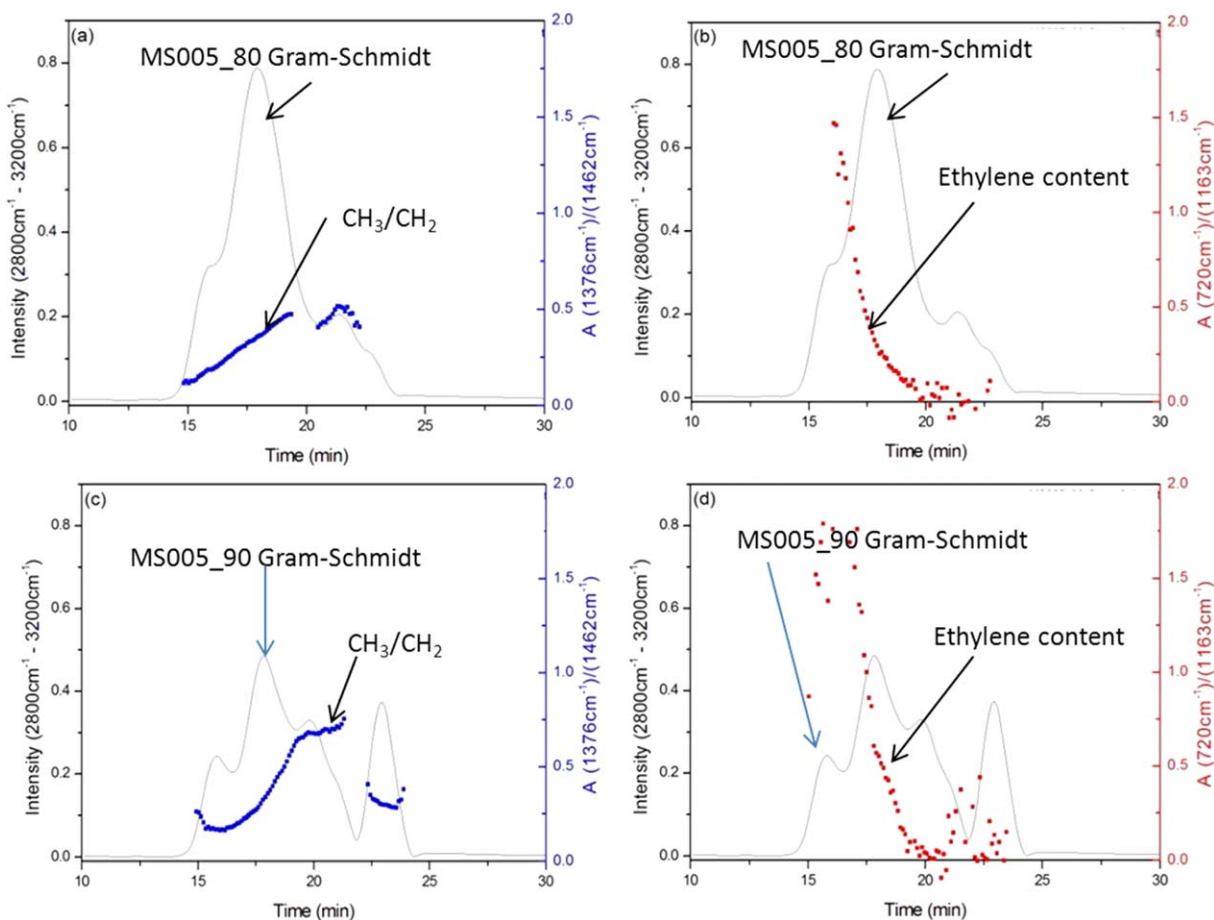 (a)
MS005_80 Gram-Schmidt
CH₃/CH₂
Intensity (2800cm⁻¹ - 3200cm⁻¹)
0.8
0.6
0.4
0.2
0.0
10
15
20
25
30
Time (min)
2.0
1.5
1.0
0.5
0.0
A (1376cm⁻¹)/(1462cm⁻¹)
(b)
MS005_80 Gram-Schmidt
Ethylene content
Intensity (2800cm⁻¹ - 3200cm⁻¹)
0.8
0.6
0.4
0.2
0.0
10
15
20
25
30
Time (min)
2.0
1.5
1.0
0.5
0.0
A (720cm⁻¹)/(1163cm⁻¹)
(c)
MS005_90 Gram-Schmidt
CH₃/CH₂
Intensity (2800cm⁻¹ - 3200cm⁻¹)
0.8
0.6
0.4
0.2
0.0
10
15
20
25
30
Time (min)
2.0
1.5
1.0
0.5
0.0
A (1376cm⁻¹)/(1462cm⁻¹)
(d)
MS005_90 Gram-Schmidt
Ethylene content
Intensity (2800cm⁻¹ - 3200cm⁻¹)
0.8
0.6
0.4
0.2
0.0
10
15
20
25
30
Time (min)
2.0
1.5
1.0
0.5
0.0
A (720cm⁻¹)/(1163cm⁻¹)